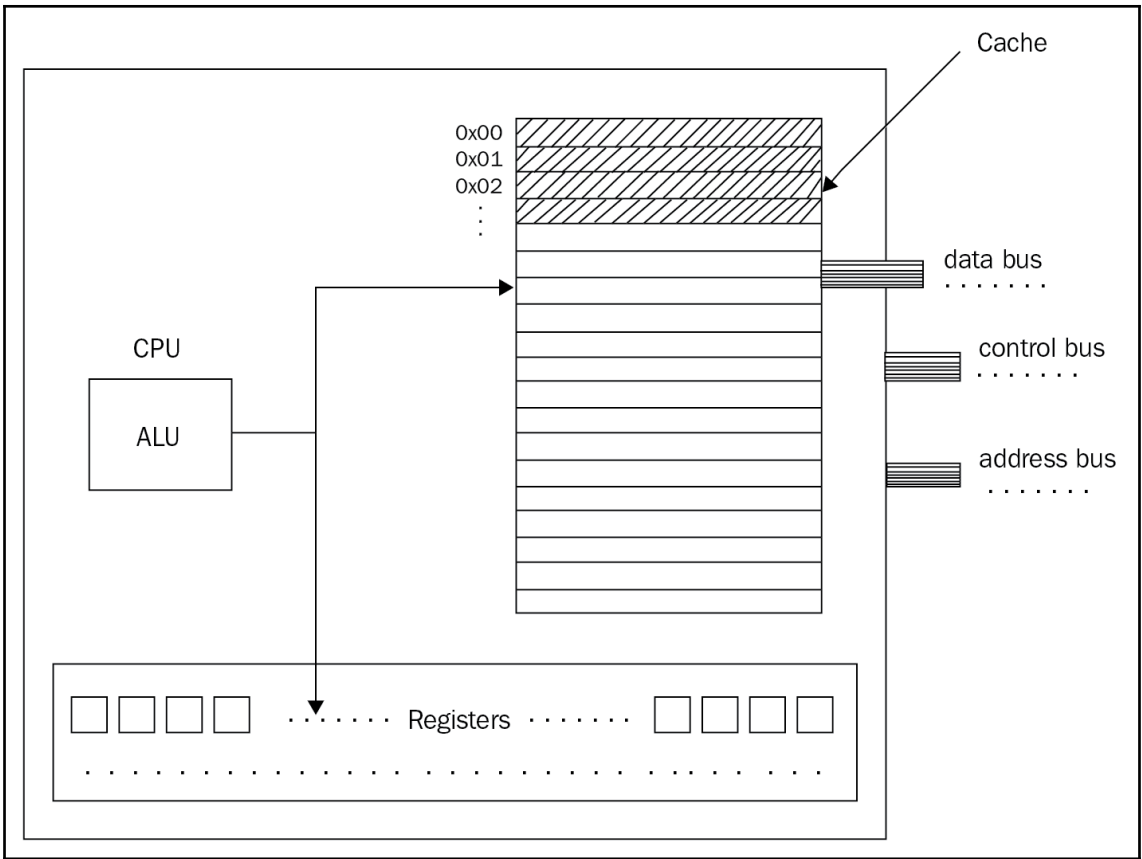 Cache
0x00
0x01
0x02
data bus
CPU
control bus
ALU
address bus
Registers